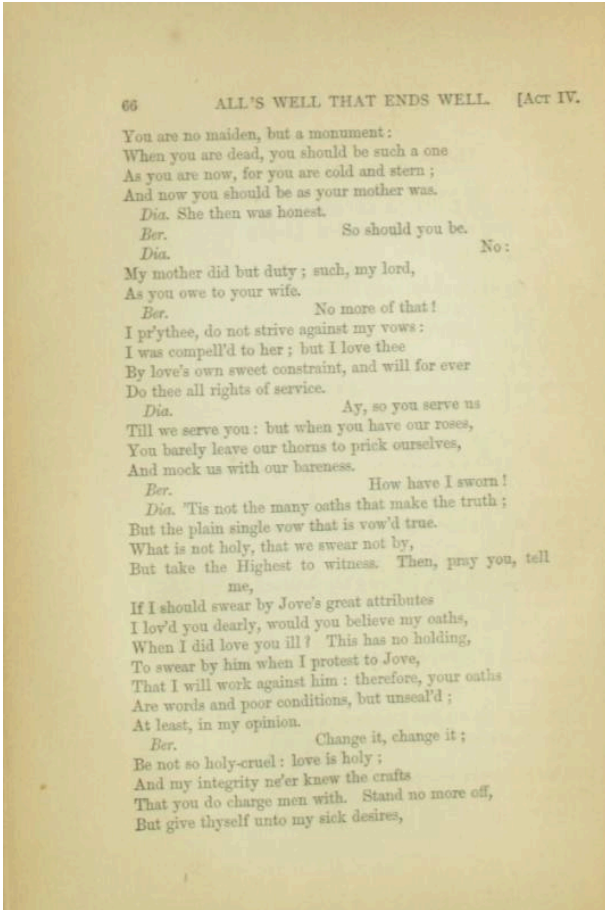 66 ALL'S WELL THAT ENDS WELL. [ACT IV.
You are no maiden, but a monument:
When you are dead, you should be such a one
As you are now, for you are cold and stern;
And now you should be as your mother was.
Dia. She then was honest.
Ber. So should you be.
Dia. No:
My mother did but duty; such, my lord,
As you owe to your wife.
Ber. No more of that!
I pr'ythee, do not strive against my vows:
I was compell'd to her; but I love thee
By love's own sweet constraint, and will for ever
Do thee all rights of service.
Dia. Ay, so you serve us
Till we serve you: but when you have our roses,
You barely leave our thorns to prick ourselves,
And mock us with our bareness.
Ber. How have I sworn!
Dia. 'Tis not the many oaths that make the truth;
But the plain single vow that is vow'd true.
What is not holy, that we swear not by,
But take the Highest to witness. Then, pray you, tell
me,
If I should swear by Jove's great attributes
I lov'd you dearly, would you believe my oaths,
When I did love you ill? This has no holding,
To swear by him when I protest to Jove,
That I will work against him: therefore, your oaths
Are words and poor conditions, but unseal'd;
At least, in my opinion.
Ber. Change it, change it;
Be not so holy-cruel: love is holy;
And my integrity ne'er knew the crafts
That you do charge men with. Stand no more off,
But give thyself unto my sick desires,